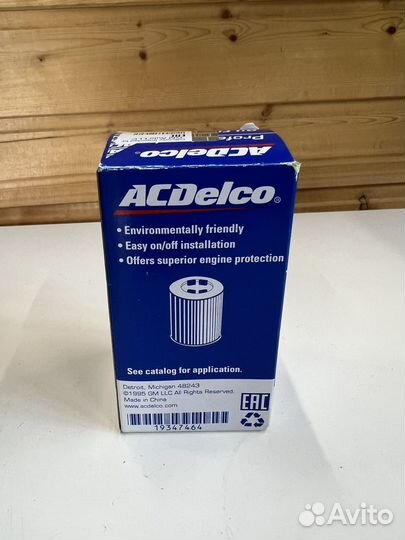 Profe
ACDelco
ACDelco®
• Environmentally friendly
• Easy on/off installation
• Offers superior engine protection
See catalog for application.
Detroit, Michigan 48243
©1995 GM LLC All Rights Reserved.
Made in China
www.acdelco.com
EAC
19347464
Avito